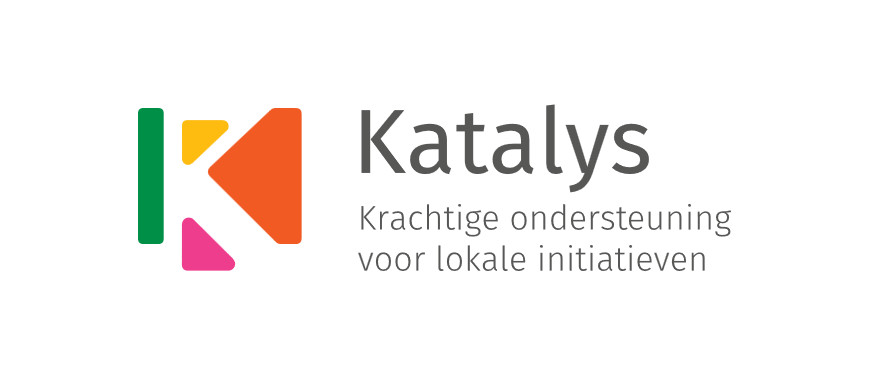 Katalys
Krachtige ondersteuning
voor lokale initiatieven